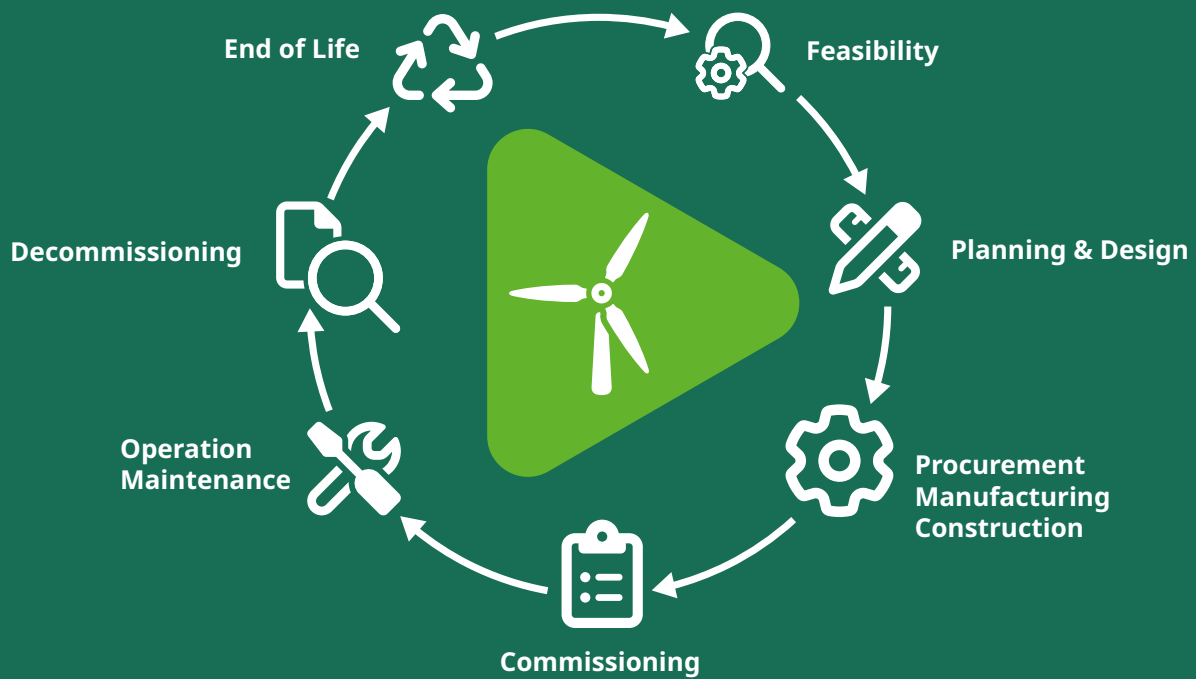 End of Life
Feasibility
Decommissioning
Planning & Design
Operation
Maintenance
Procurement
Manufacturing
Construction
Commissioning